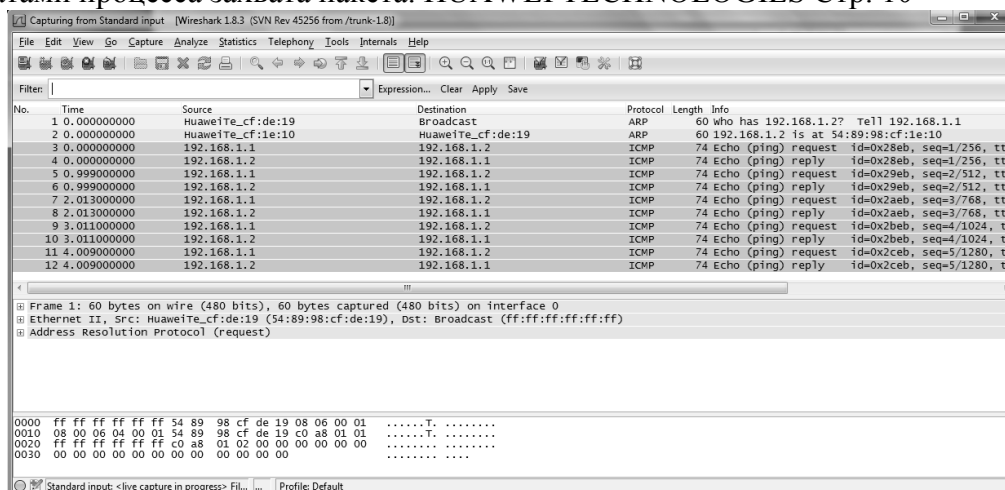 тами процесса захвата пакета. HUAWEI TECHNOLOGIES Стр. 10
Capturing from Standard input [Wireshark 1.8.3 (SVN Rev 45256 from /trunk-1.8)]
File Edit View Go Capture Analyze Statistics Telephony Tools Internals Help
Filter: Expression... Clear Apply Save
No. Time Source Destination Protocol Length Info
1 0.000000000 HuaweiTe_cf:de:19 Broadcast ARP 60 Who has 192.168.1.2? Tell 192.168.1.1
2 0.000000000 HuaweiTe_cf:1e:10 HuaweiTe_cf:de:19 ARP 60 192.168.1.2 is at 54:89:98:cf:1e:10
3 0.000000000 192.168.1.1 192.168.1.2 ICMP 74 Echo (ping) request id=0x28eb, seq=1/256, tt
4 0.000000000 192.168.1.2 192.168.1.1 ICMP 74 Echo (ping) reply id=0x28eb, seq=1/256, tt
5 0.999000000 192.168.1.1 192.168.1.2 ICMP 74 Echo (ping) request id=0x29eb, seq=2/512, tt
6 0.999000000 192.168.1.2 192.168.1.1 ICMP 74 Echo (ping) reply id=0x29eb, seq=2/512, tt
7 2.013000000 192.168.1.1 192.168.1.2 ICMP 74 Echo (ping) request id=0x2aeb, seq=3/768, tt
8 2.013000000 192.168.1.2 192.168.1.1 ICMP 74 Echo (ping) reply id=0x2aeb, seq=3/768, tt
9 3.011000000 192.168.1.1 192.168.1.2 ICMP 74 Echo (ping) request id=0x2beb, seq=4/1024, t
10 3.011000000 192.168.1.2 192.168.1.1 ICMP 74 Echo (ping) reply id=0x2beb, seq=4/1024, t
11 4.009000000 192.168.1.1 192.168.1.2 ICMP 74 Echo (ping) request id=0x2ceb, seq=5/1280, t
12 4.009000000 192.168.1.2 192.168.1.1 ICMP 74 Echo (ping) reply id=0x2ceb, seq=5/1280, t
Frame 1: 60 bytes on wire (480 bits), 60 bytes captured (480 bits) on interface 0
Ethernet II, Src: HuaweiTe_cf:de:19 (54:89:98:cf:de:19), Dst: Broadcast (ff:ff:ff:ff:ff:ff)
Address Resolution Protocol (request)
0000 ff ff ff ff ff ff 54 89 98 cf de 19 08 06 00 01 ......T. ........
0010 08 00 06 04 00 01 54 89 98 cf de 19 c0 a8 01 01 ......T. ........
0020 ff ff ff ff ff ff c0 a8 01 02 00 00 00 00 00 00 ........ ........
0030 00 00 00 00 00 00 00 00 00 00 00 00 ........ ....
Standard input: <live capture in progress> Fil... ... Profile: Default